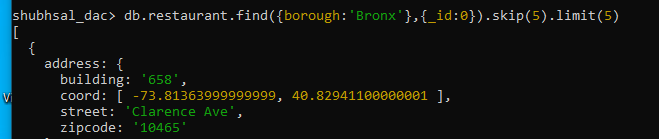 shubhsal_dac> db.restaurant.find({borough:'Bronx'},{_id:0}).skip(5).limit(5)
[
  {
    address: {
      building: '658',
      coord: [ -73.81363999999999, 40.82941100000001 ],
      street: 'Clarence Ave',
      zipcode: '10465'